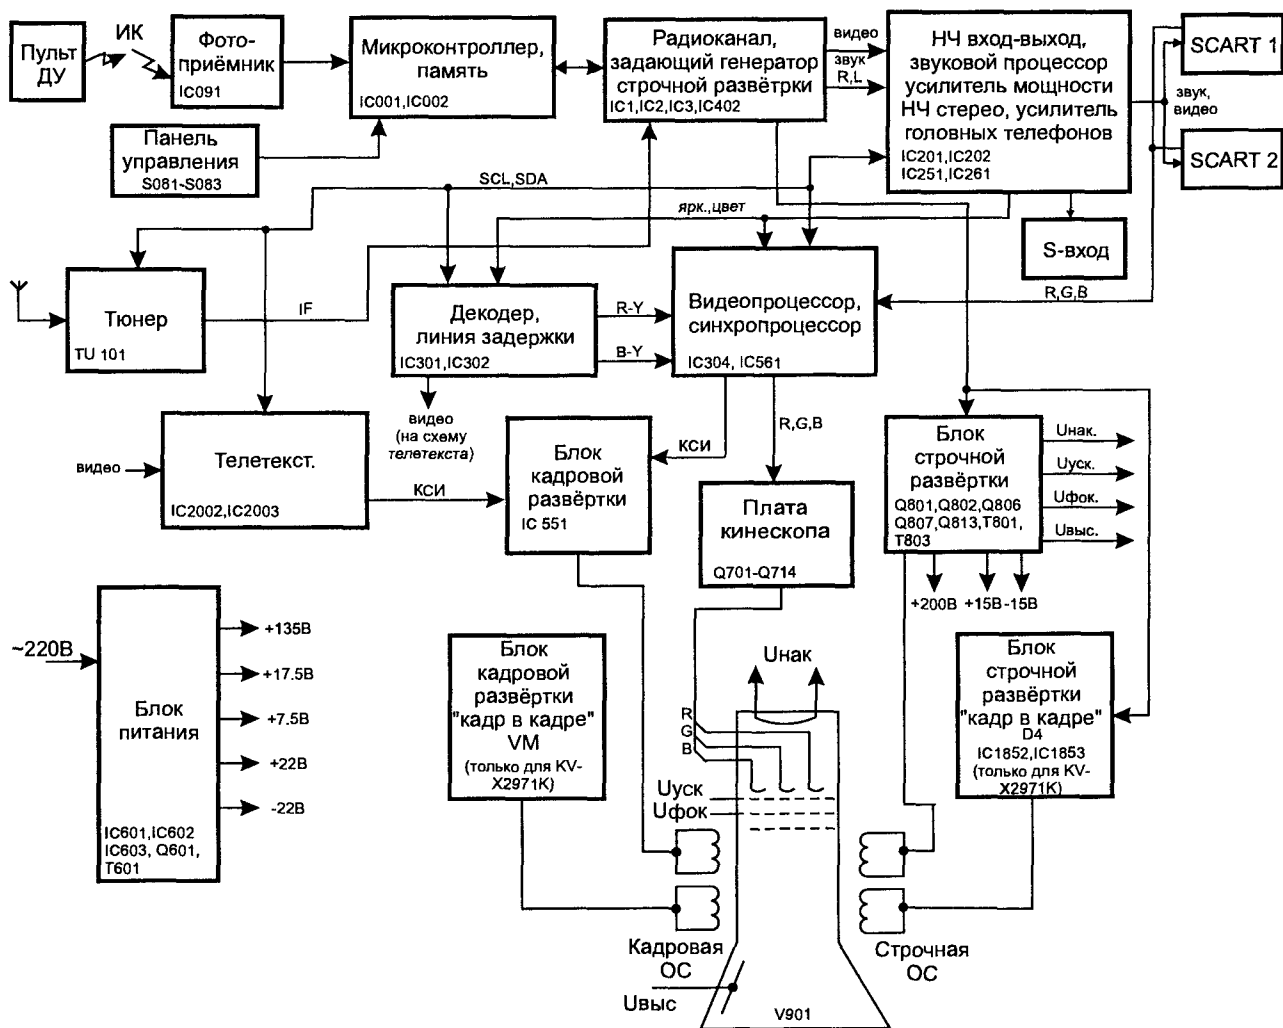 Пульт
ДУ
ИК
Фото-
приёмник
IC091
Микроконтроллер,
память
IC001,IC002
Радиоканал,
задающий генератор
строчной развётрки
IC1,IC2,IC3,IC402
видео
звук
R,L
НЧ вход-выход,
звуковой процессор
усилитель мощности
НЧ стерео, усилитель
головных телефонов
IC201,IC202
IC251,IC261
звук,
видео
SCART 1
SCART 2
Панель
управления
S081-S083
SCL,SDA
ярк.,цвет
S-вход
Тюнер
TU 101
IF
Декодер,
линия задержки
IC301,IC302
R-Y
B-Y
Видеопроцессор,
синхропроцессор
IC304, IC561
R,G,B
видео
(на схему
телетекста)
видео
Телетекст.
IC2002,IC2003
КСИ
Блок
кадровой
развёртки
IC 551
КСИ
R,G,B
Плата
кинескопа
Q701-Q714
Блок
строчной
развёртки
Q801,Q802,Q806
Q807,Q813,T801,
T803
Uнак.
Uуск.
Uфок.
Uвыс.
+200В
+15В
-15В
~220В
Блок
питания
IC601,IC602
IC603, Q601,
T601
+135В
+17.5В
+7.5В
+22В
-22В
Блок
кадровой
развёртки
"кадр в кадре"
VM
(только для KV-
X2971K)
Uнак
R
G
B
Uуск
Uфок
Блок
строчной
развёртки
"кадр в кадре"
D4
IC1852,IC1853
(только для KV-
X2971K)
Кадровая
ОС
Строчная
ОС
Uвыс
V901